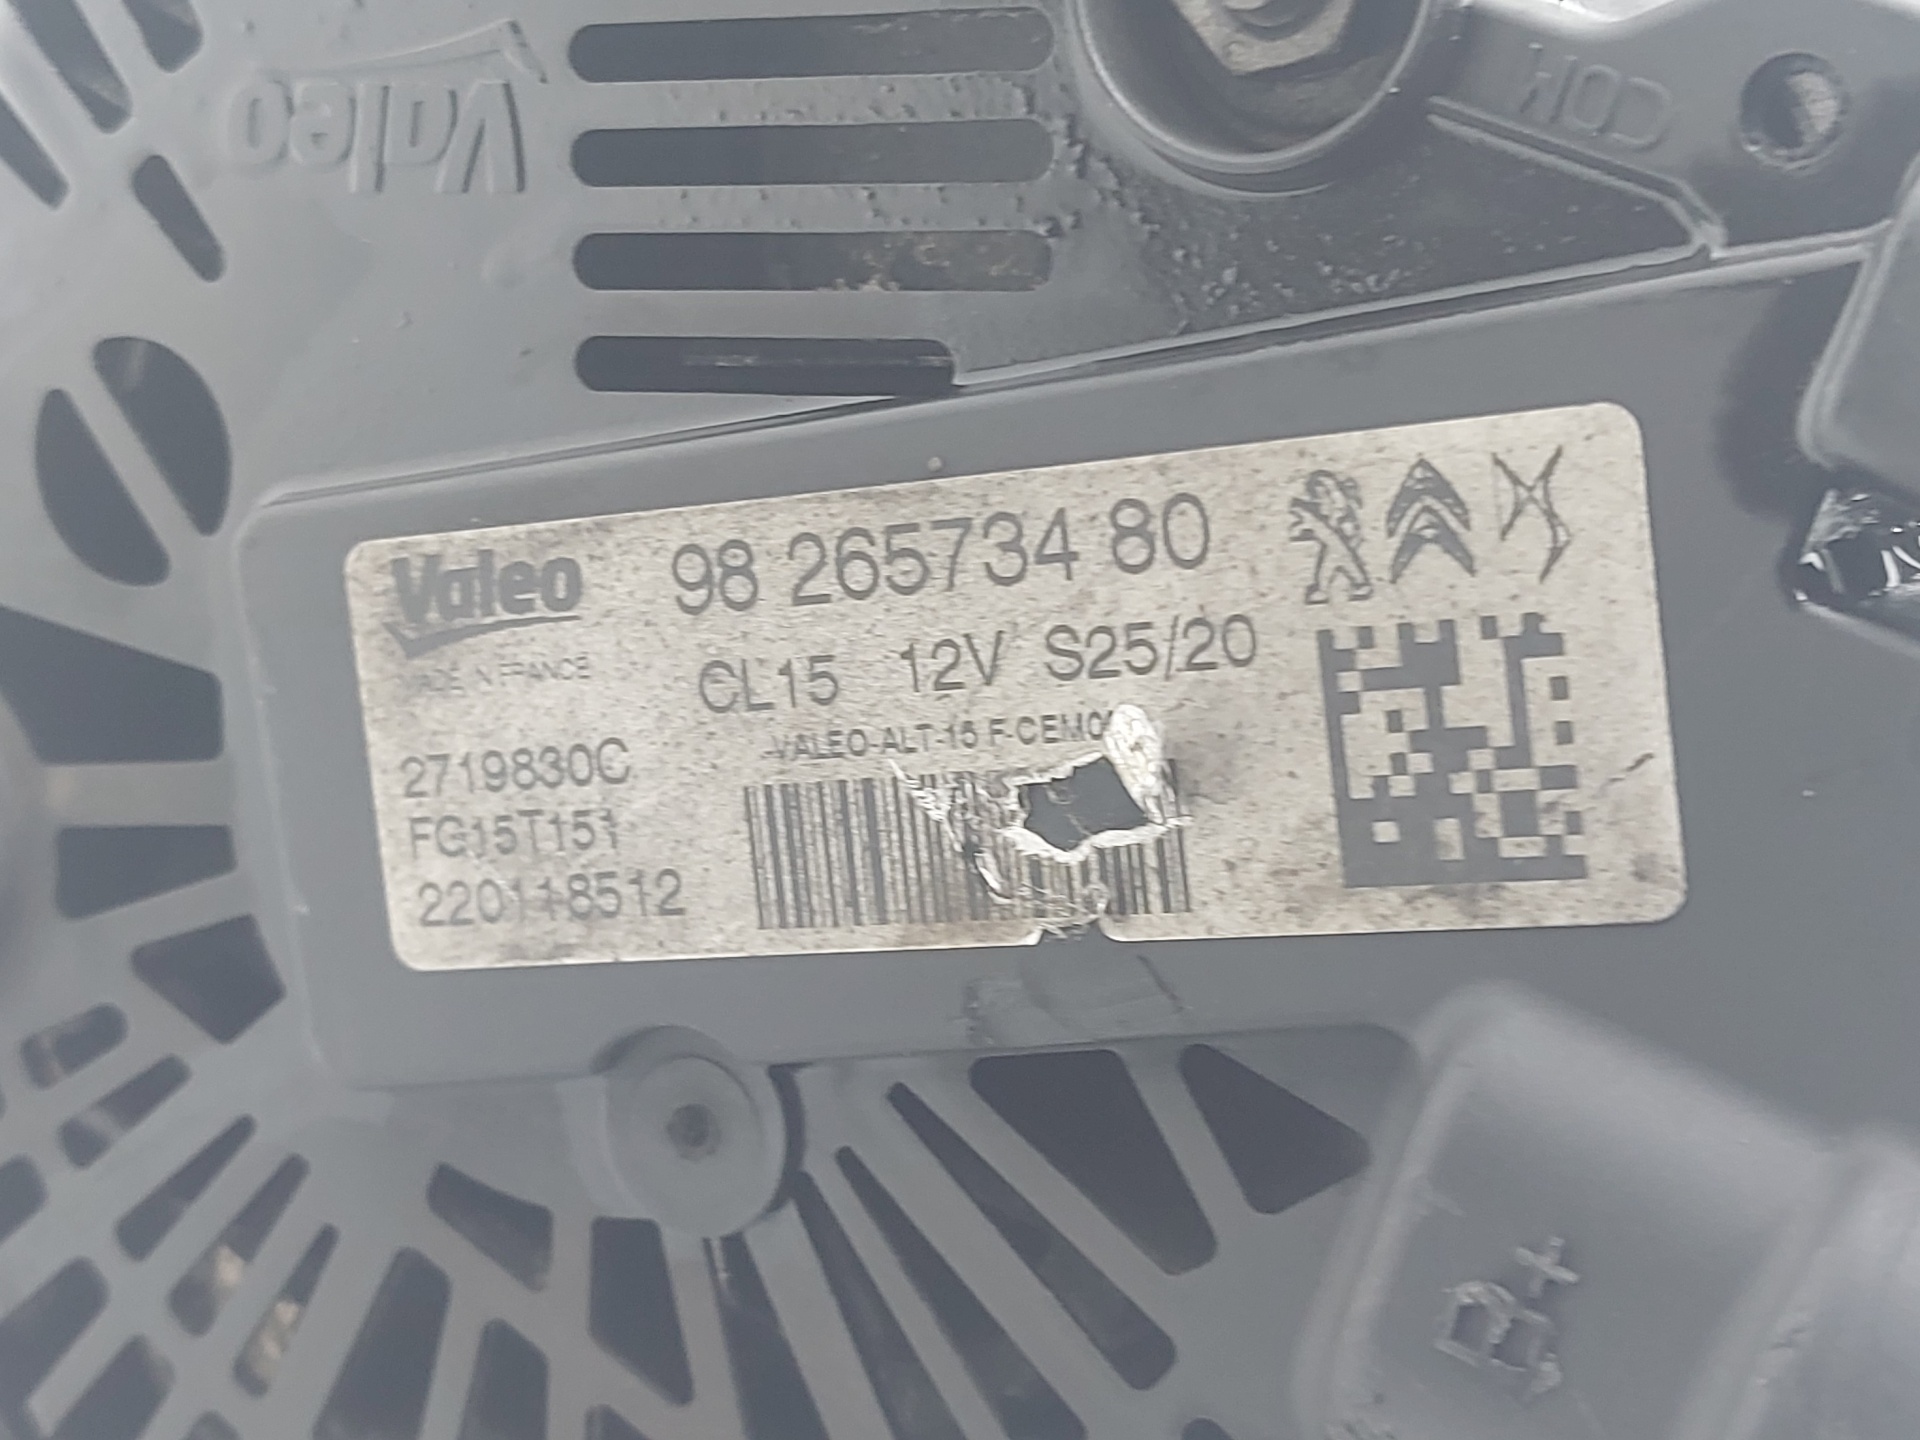 Valeo
COM
Valeo 98 265734 80
MADE IN FRANCE CL15 12V S25/20
VALEO-ALT-15 F-CEM
2719830C
FG15T151
220118512
B+